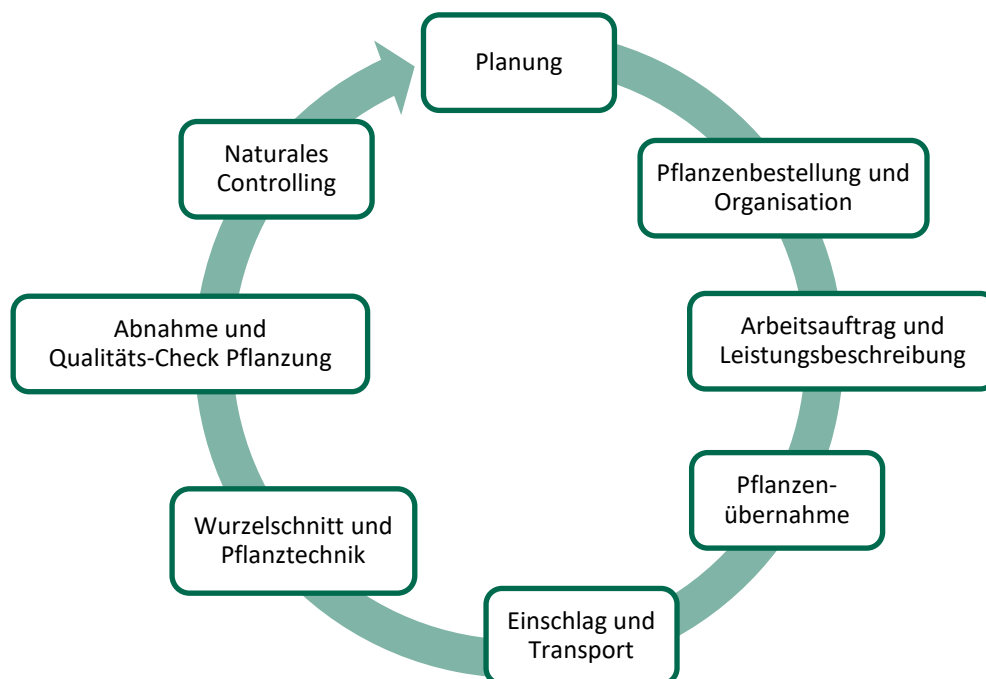 Planung
Pflanzenbestellung und
Organisation
Arbeitsauftrag und
Leistungsbeschreibung
Pflanzen-
übernahme
Einschlag und
Transport
Wurzelschnitt und
Pflanztechnik
Abnahme und
Qualitäts-Check Pflanzung
Naturales
Controlling